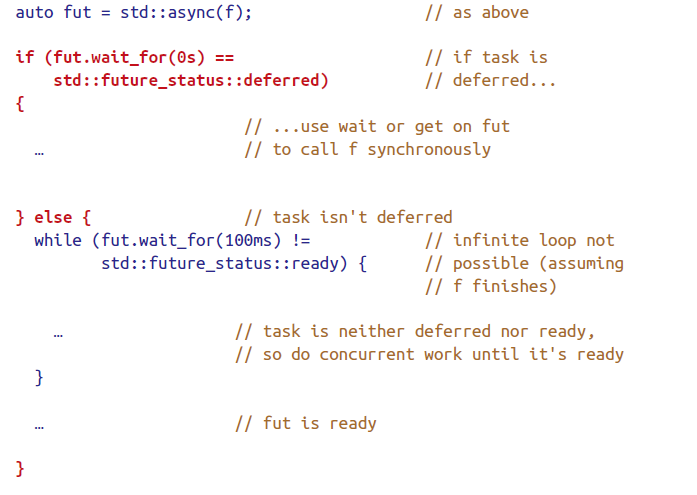 auto fut = std::async(f); // as above
if (fut.wait_for(0s) == // if task is
std::future_status::deferred) // deferred...
{
// ...use wait or get on fut
… // to call f synchronously
} else { // task isn't deferred
while (fut.wait_for(100ms) != // infinite loop not
std::future_status::ready) { // possible (assuming
// f finishes)
… // task is neither deferred nor ready,
// so do concurrent work until it's ready
}
… // fut is ready
}